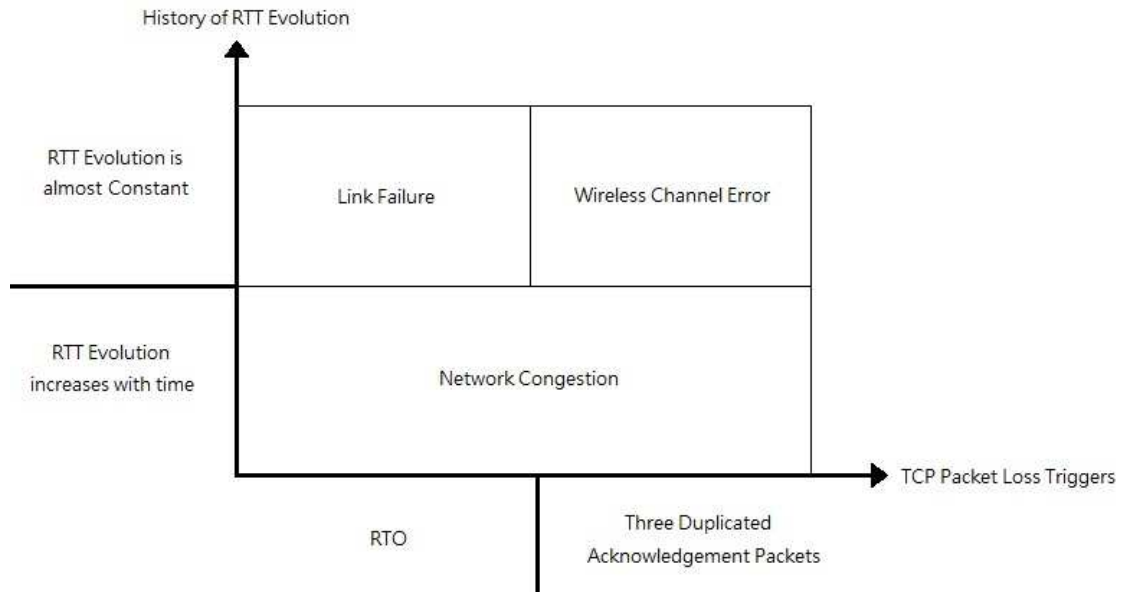 History of RTT Evolution
RTT Evolution is
almost Constant
Link Failure
Wireless Channel Error
RTT Evolution
increases with time
Network Congestion
TCP Packet Loss Triggers
RTO
Three Duplicated
Acknowledgement Packets